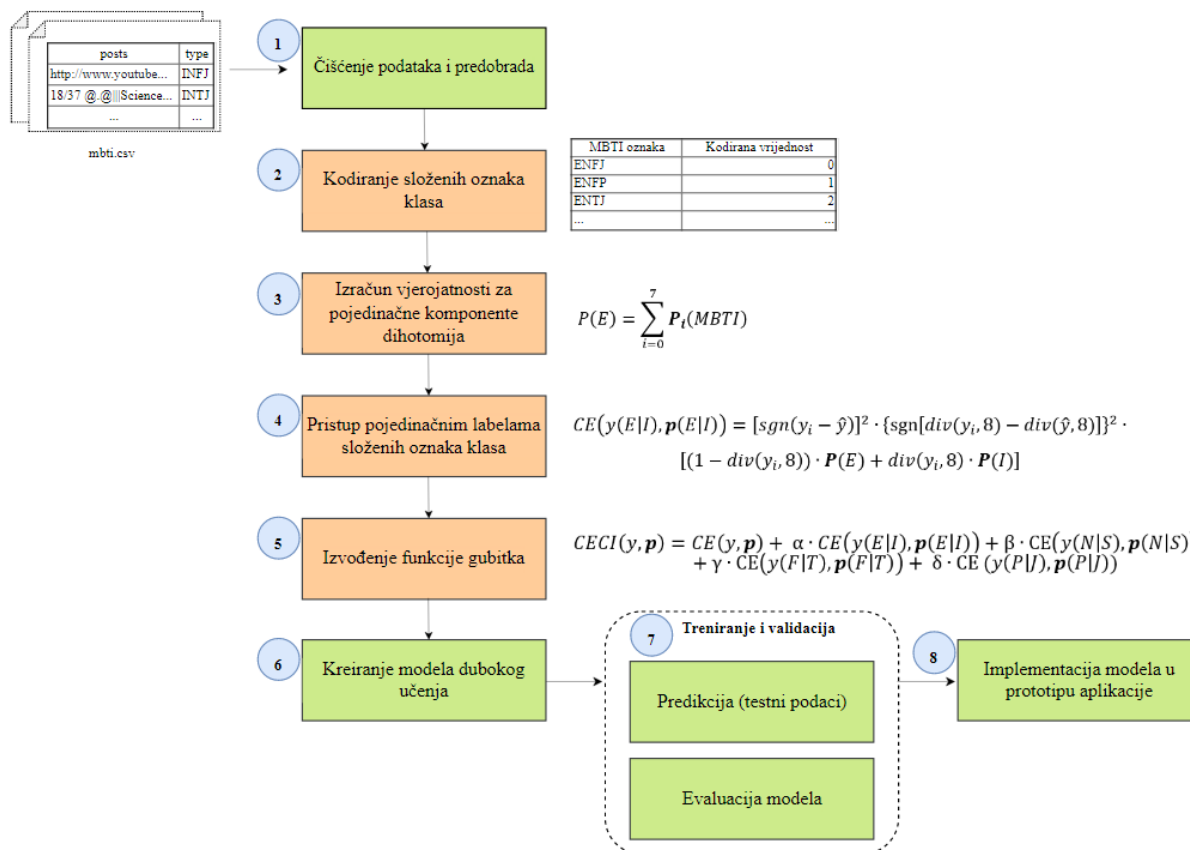 posts type
http://www.youtube... INFJ
18/37 @.@|||Science... INTJ
... ...
mbti.csv
1
Čišćenje podataka i predobrada
2
Kodiranje složenih oznaka
klasa
MBTI oznaka Kodirana vrijednost
ENFJ 0
ENFP 1
ENTJ 2
... ...
3
Izračun vjerojatnosti za
pojedinačne komponente
dihotomija
P(E) = ∑_{i=0}^{7} P_i(MBTI)
4
Pristup pojedinačnim labelama
složenih oznaka klasa
CE(y(E|I), p(E|I)) = [sgn(y_i − ŷ)]² · {sgn[div(y_i, 8) − div(ŷ, 8)]}² ·
[(1 − div(y_i, 8)) · P(E) + div(y_i, 8) · P(I)]
5
Izvođenje funkcije gubitka
CECI(y, p) = CE(y, p) + α · CE(y(E|I), p(E|I)) + β · CE(y(N|S), p(N|S)
+ γ · CE(y(F|T), p(F|T)) + δ · CE (y(P|J), p(P|J))
6
Kreiranje modela dubokog
učenja
7
Treniranje i validacija
Predikcija (testni podaci)
Evaluacija modela
8
Implementacija modela u
prototipu aplikacije